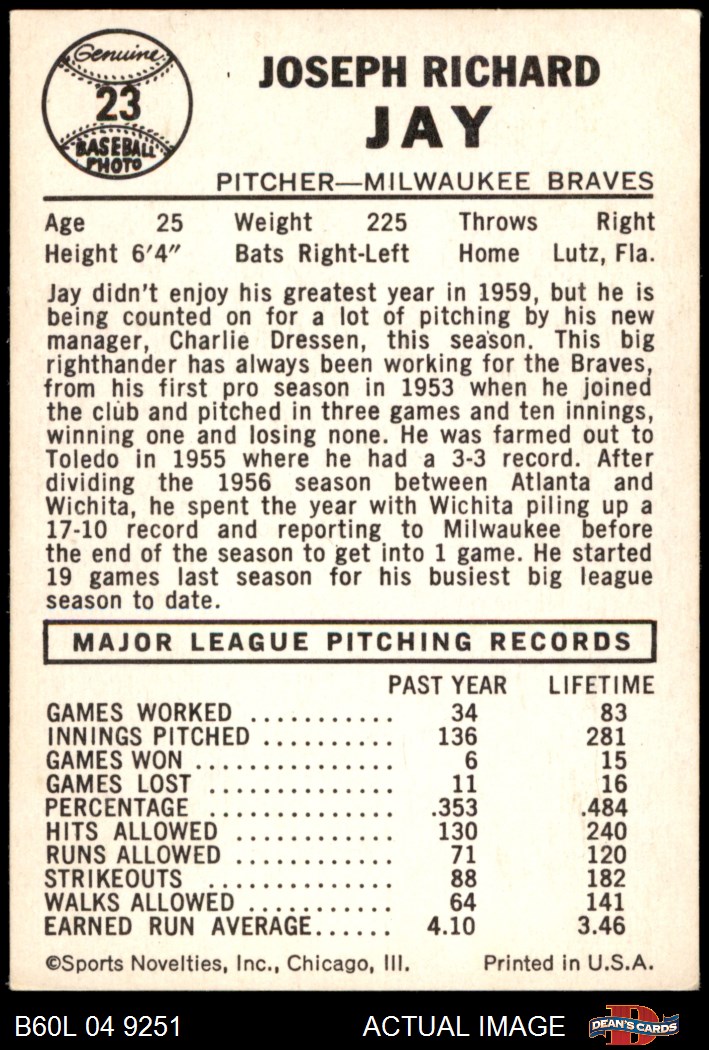 Genuine
23
BASEBALL
PHOTO
JOSEPH RICHARD
JAY
PITCHER—MILWAUKEE BRAVES
Age 25 Weight 225 Throws Right
Height 6'4" Bats Right-Left Home Lutz, Fla.
Jay didn't enjoy his greatest year in 1959, but he is
being counted on for a lot of pitching by his new
manager, Charlie Dressen, this season. This big
righthander has always been working for the Braves,
from his first pro season in 1953 when he joined
the club and pitched in three games and ten innings,
winning one and losing none. He was farmed out to
Toledo in 1955 where he had a 3-3 record. After
dividing the 1956 season between Atlanta and
Wichita, he spent the year with Wichita piling up a
17-10 record and reporting to Milwaukee before
the end of the season to get into 1 game. He started
19 games last season for his busiest big league
season to date.
MAJOR LEAGUE PITCHING RECORDS
PAST YEAR LIFETIME
GAMES WORKED ........... 34 83
INNINGS PITCHED .......... 136 281
GAMES WON ............... 6 15
GAMES LOST .............. 11 16
PERCENTAGE .............. .353 .484
HITS ALLOWED ............ 130 240
RUNS ALLOWED ............ 71 120
STRIKEOUTS .............. 88 182
WALKS ALLOWED ........... 64 141
EARNED RUN AVERAGE...... 4.10 3.46
©Sports Novelties, Inc., Chicago, Ill. Printed in U.S.A.
B60L 04 9251 ACTUAL IMAGE D DEAN'S CARDS